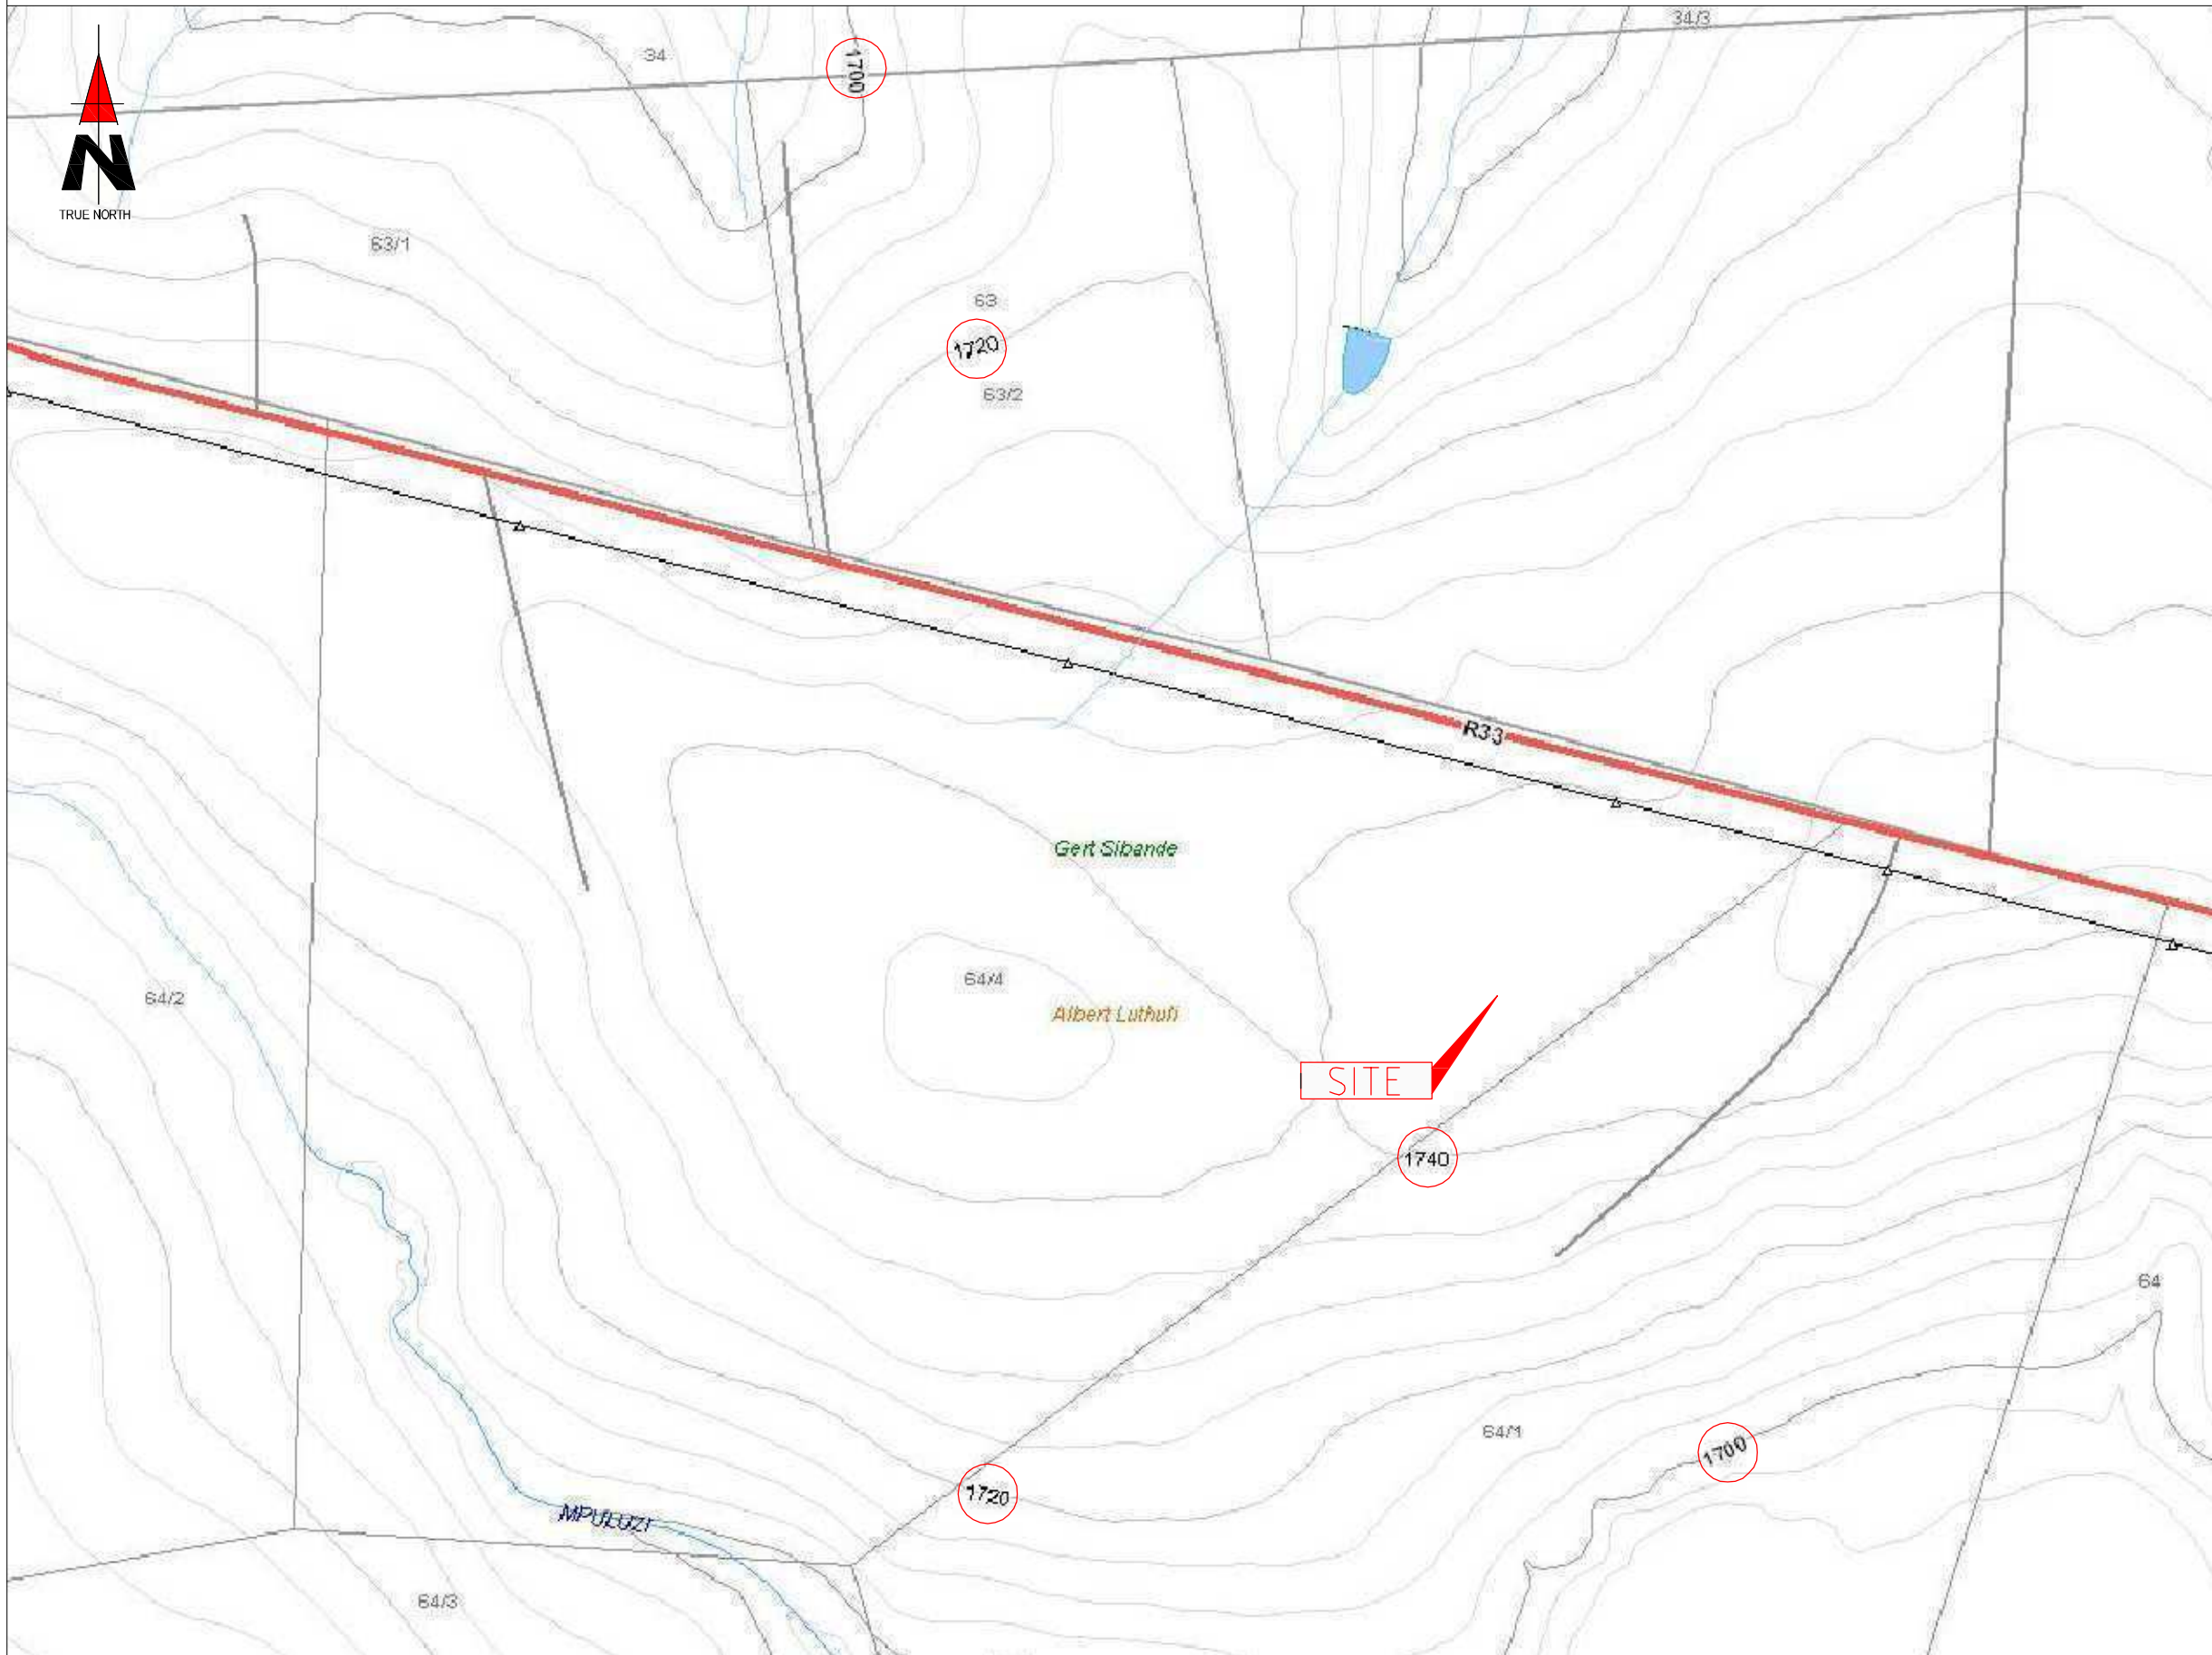 34/3
34
1700
N
TRUE NORTH
63/1
63
1720
63/2
R33
Gert Sibande
64/4
64/2
Albert Luthuli
SITE
1740
64
64/1
1700
1720
MPULUZI
64/3